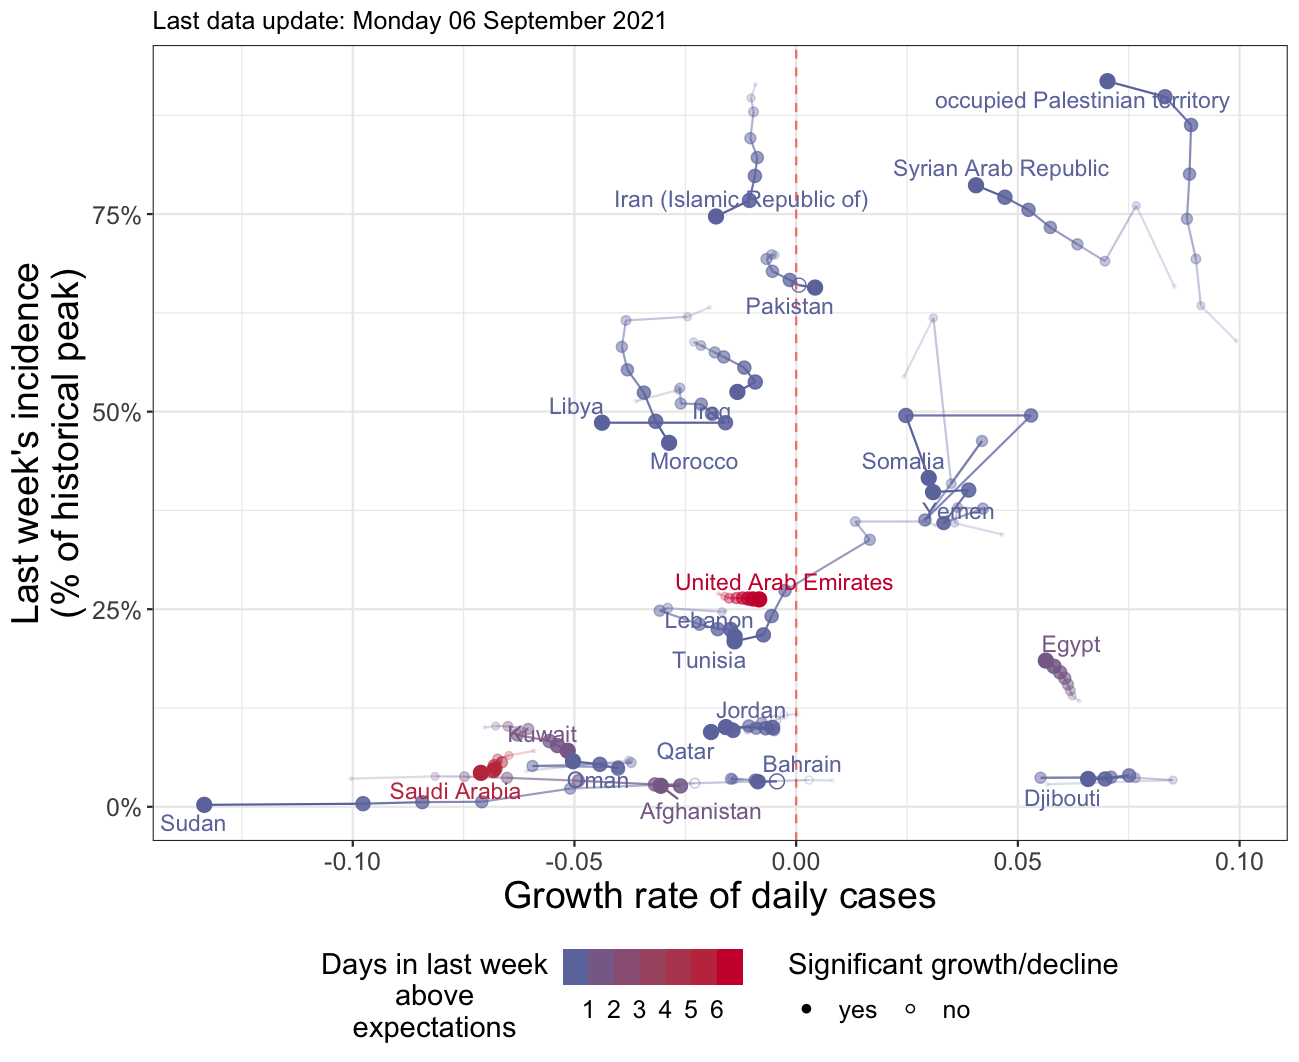 Last data update: Monday 06 September 2021
Last week's incidence
(% of historical peak)
75%
50%
25%
0%
occupied Palestinian territory
Syrian Arab Republic
Iran (Islamic Republic of)
Pakistan
Libya
Iraq
Morocco
Somalia
Yemen
United Arab Emirates
Lebanon
Tunisia
Egypt
Jordan
Kuwait
Qatar
Bahrain
Oman
Saudi Arabia
Djibouti
Afghanistan
Sudan
-0.10
-0.05
0.00
0.05
0.10
Growth rate of daily cases
Days in last week
above
expectations
1 2 3 4 5 6
Significant growth/decline
yes
no